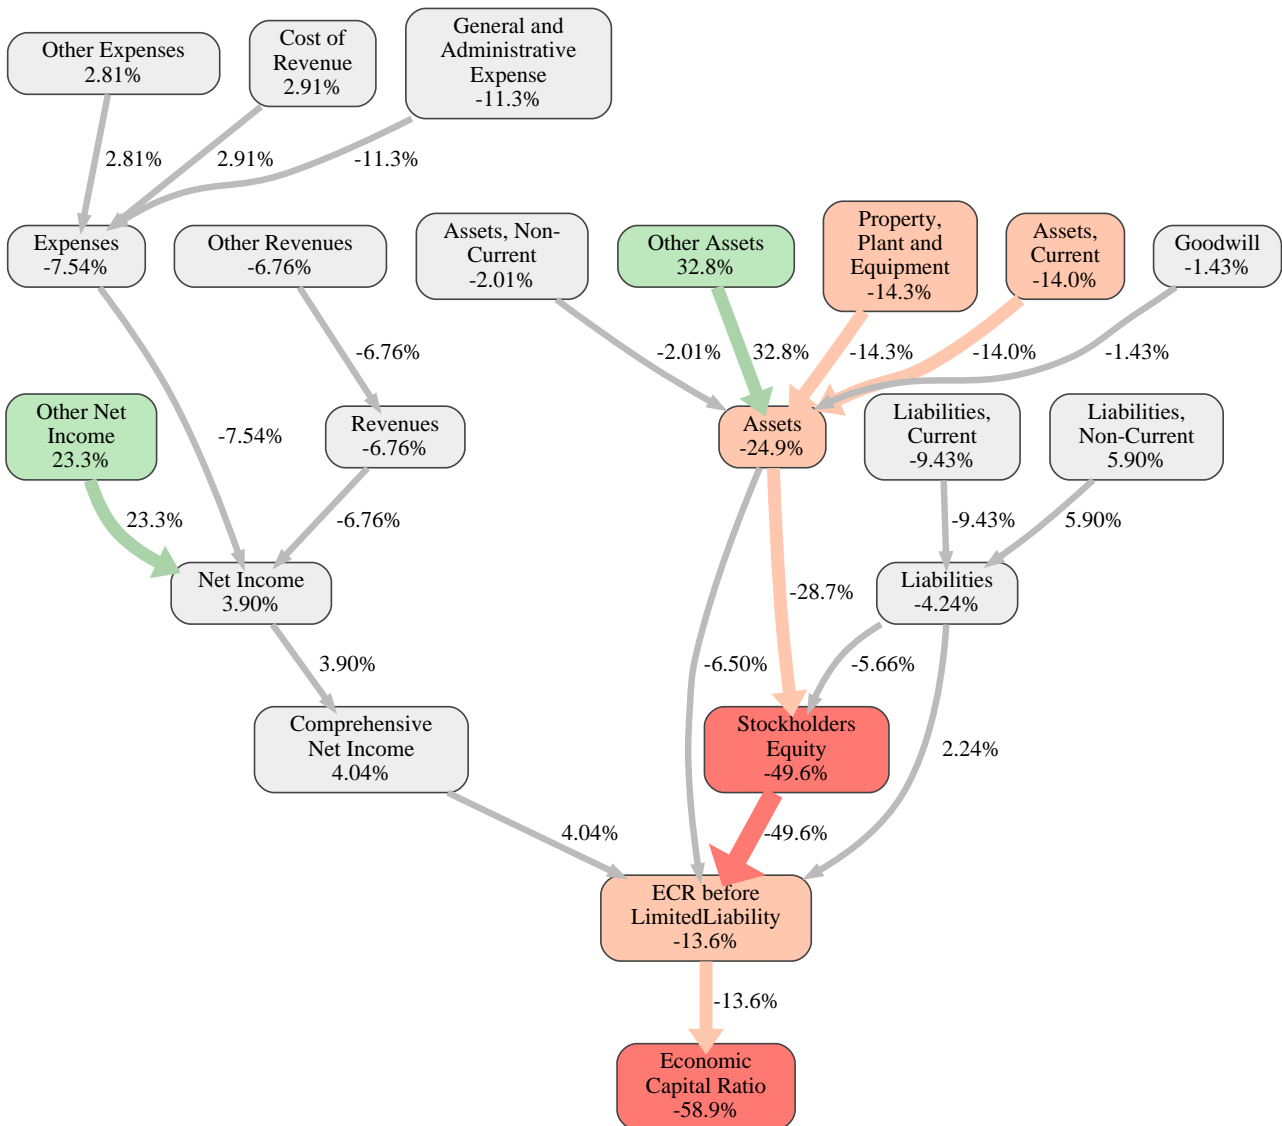 Other Expenses
2.81%
Cost of
Revenue
2.91%
General and
Administrative
Expense
-11.3%
2.81%
2.91%
-11.3%
Expenses
-7.54%
Other Revenues
-6.76%
Assets, Non-
Current
-2.01%
Other Assets
32.8%
Property,
Plant and
Equipment
-14.3%
Assets,
Current
-14.0%
Goodwill
-1.43%
-6.76%
-2.01%
32.8%
-14.3%
-14.0%
-1.43%
Other Net
Income
23.3%
-7.54%
Revenues
-6.76%
Assets
-24.9%
Liabilities,
Current
-9.43%
Liabilities,
Non-Current
5.90%
23.3%
-6.76%
-9.43%
5.90%
Net Income
3.90%
-28.7%
Liabilities
-4.24%
3.90%
-6.50%
-5.66%
Comprehensive
Net Income
4.04%
Stockholders
Equity
-49.6%
2.24%
4.04%
-49.6%
ECR before
LimitedLiability
-13.6%
-13.6%
Economic
Capital Ratio
-58.9%